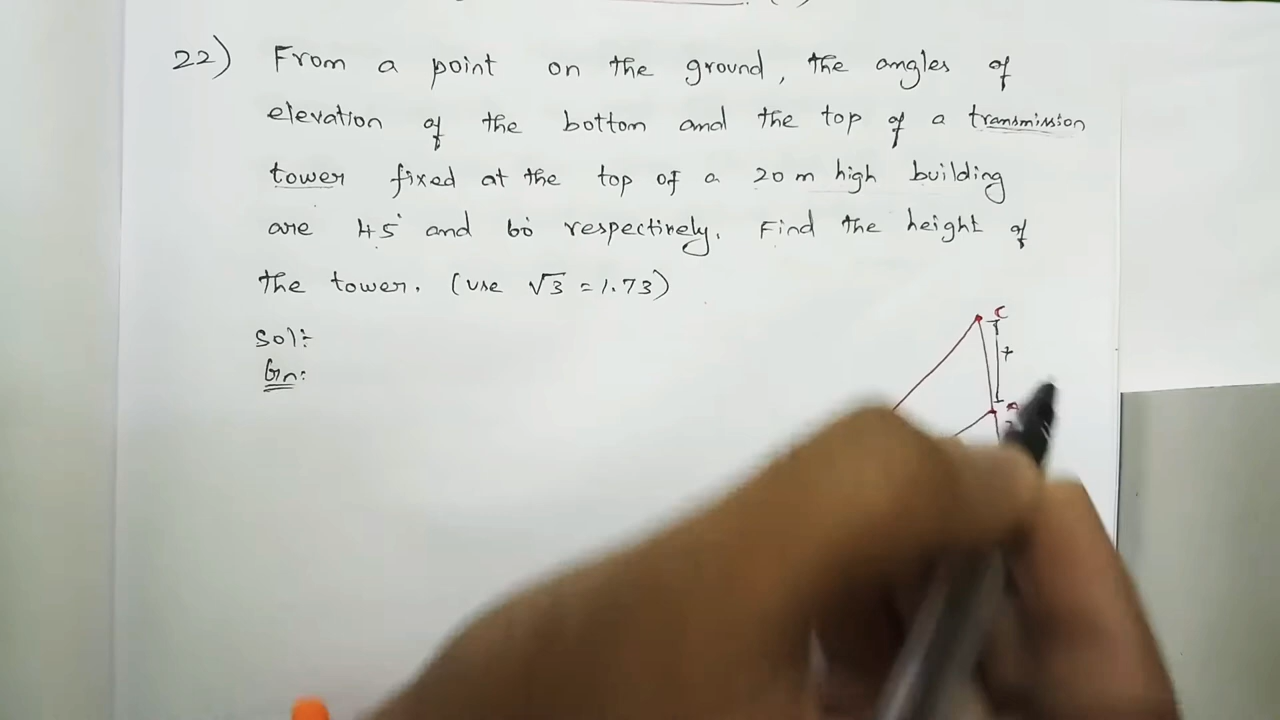 22) From a point on the ground, the angles of
elevation of the bottom and the top of a transmission
tower fixed at the top of a 20 m high building
are 45° and 60° respectively. Find the height of
the tower. (use √3 = 1.73)
Sol:-
Gn:
C